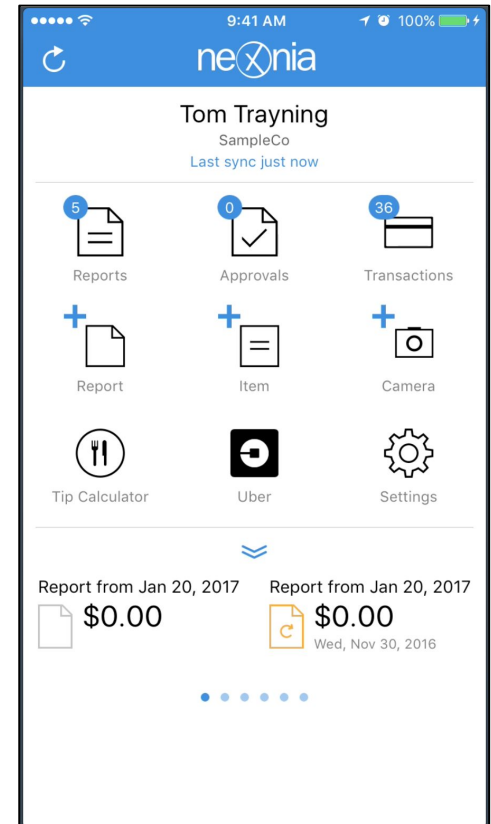 9:41 AM 100%
nexonia
Tom Trayning
SampleCo
Last sync just now
5 0 36
Reports Approvals Transactions
Report Item Camera
Tip Calculator Uber Settings
Report from Jan 20, 2017 Report from Jan 20, 2017
$0.00 $0.00
Wed, Nov 30, 2016